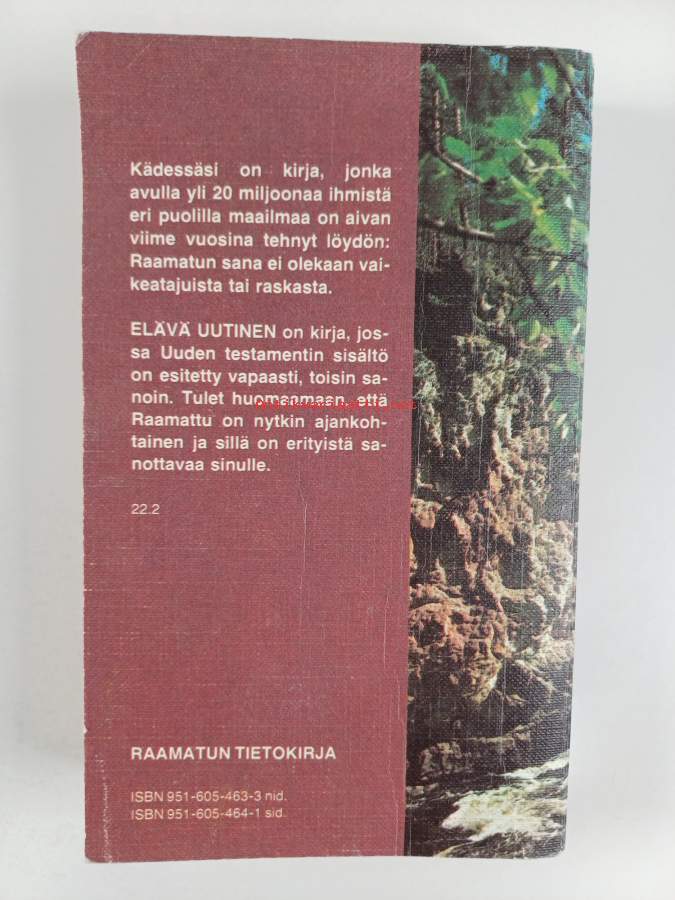 Kädessäsi on kirja, jonka
avulla yli 20 miljoonaa ihmistä
eri puolilla maailmaa on aivan
viime vuosina tehnyt löydön:
Raamatun sana ei olekaan vai-
keatajuista tai raskasta.
ELÄVÄ UUTINEN on kirja, jos-
sa Uuden testamentin sisältö
on esitetty vapaasti, toisin sa-
noin. Tulet huomaamaan, että
Raamattu on nytkin ajankoh-
tainen ja sillä on erityistä sa-
nottavaa sinulle.
22.2
RAAMATUN TIETOKIRJA
ISBN 951-605-463-3 nid.
ISBN 951-605-464-1 sid.